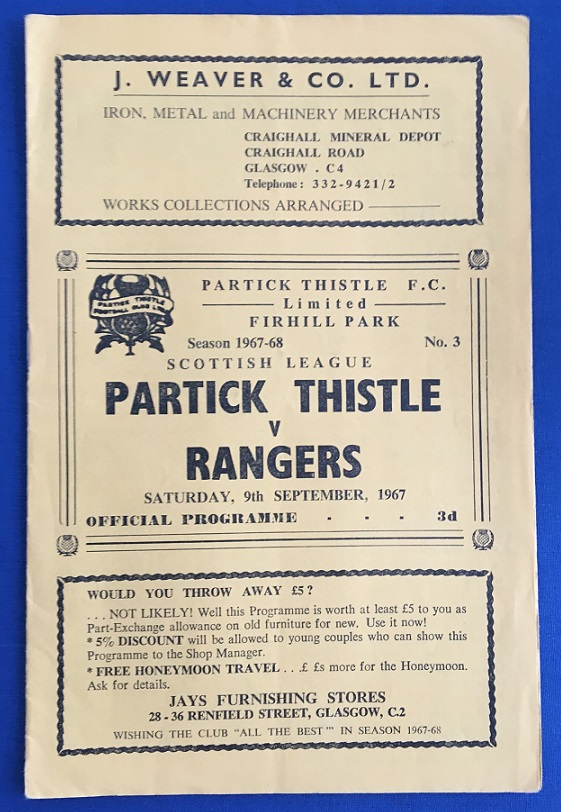 J. WEAVER & CO. LTD.
IRON, METAL and MACHINERY MERCHANTS
CRAIGHALL MINERAL DEPOT
CRAIGHALL ROAD
GLASGOW . C4
Telephone: 332-9421/2
WORKS COLLECTIONS ARRANGED
PARTICK THISTLE
FOOTBALL CLUB LTD.
PARTICK THISTLE F.C.
Limited
FIRHILL PARK
Season 1967-68 No. 3
SCOTTISH LEAGUE
PARTICK THISTLE
V
RANGERS
SATURDAY, 9th SEPTEMBER, 1967
OFFICIAL PROGRAMME - - - 3d
WOULD YOU THROW AWAY £5?
...NOT LIKELY! Well this Programme is worth at least £5 to you as
Part-Exchange allowance on old furniture for new. Use it now!
* 5% DISCOUNT will be allowed to young couples who can show this
Programme to the Shop Manager.
* FREE HONEYMOON TRAVEL ...£ £s more for the Honeymoon.
Ask for details.
JAYS FURNISHING STORES
28-36 RENFIELD STREET, GLASGOW, C.2
WISHING THE CLUB "ALL THE BEST'" IN SEASON 1967-68